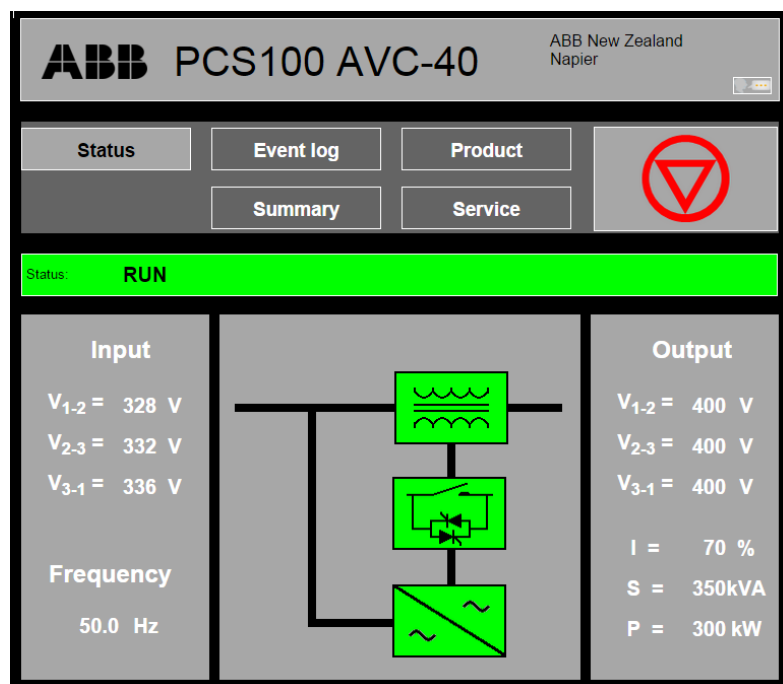 ABB PCS100 AVC-40
ABB New Zealand
Napier
Status Event log Product
Summary Service
Status: RUN
Input
V1-2 = 328 V
V2-3 = 332 V
V3-1 = 336 V
Frequency
50.0 Hz
Output
V1-2 = 400 V
V2-3 = 400 V
V3-1 = 400 V
I = 70 %
S = 350kVA
P = 300 kW